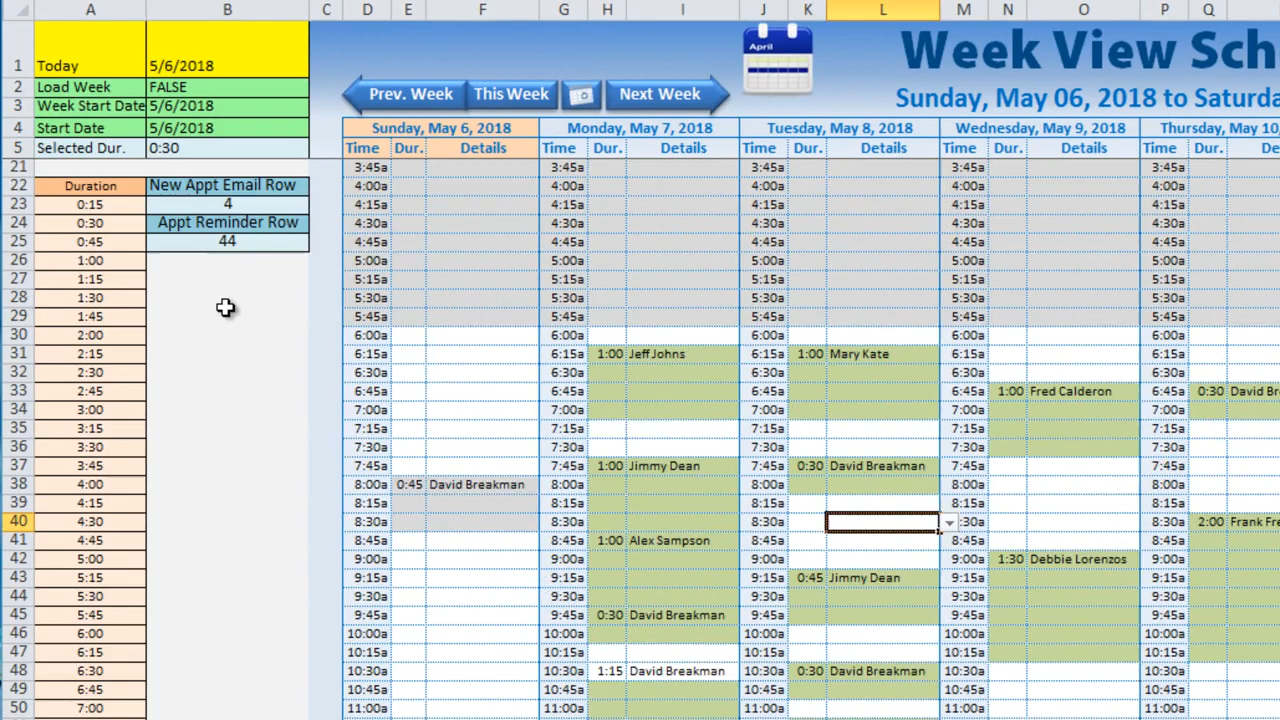 A B C D E F G H I J K L M N O P Q
1 Today 5/6/2018 April Week View Sch
2 Load Week FALSE Prev. Week This Week Next Week
3 Week Start Date 5/6/2018 Sunday, May 06, 2018 to Saturda
4 Start Date 5/6/2018 Sunday, May 6, 2018 Monday, May 7, 2018 Tuesday, May 8, 2018 Wednesday, May 9, 2018 Thursday, May 10,
5 Selected Dur. 0:30 Time Dur. Details Time Dur. Details Time Dur. Details Time Dur. Details Time Dur. De
21 3:45a 3:45a 3:45a 3:45a 3:45a
22 Duration New Appt Email Row 4:00a 4:00a 4:00a 4:00a 4:00a
23 0:15 4 4:15a 4:15a 4:15a 4:15a 4:15a
24 0:30 Appt Reminder Row 4:30a 4:30a 4:30a 4:30a 4:30a
25 0:45 44 4:45a 4:45a 4:45a 4:45a 4:45a
26 1:00 5:00a 5:00a 5:00a 5:00a 5:00a
27 1:15 5:15a 5:15a 5:15a 5:15a 5:15a
28 1:30 5:30a 5:30a 5:30a 5:30a 5:30a
29 1:45 5:45a 5:45a 5:45a 5:45a 5:45a
30 2:00 6:00a 6:00a 6:00a 6:00a 6:00a
31 2:15 6:15a 6:15a 1:00 Jeff Johns 6:15a 1:00 Mary Kate 6:15a 6:15a
32 2:30 6:30a 6:30a 6:30a 6:30a 6:30a
33 2:45 6:45a 6:45a 6:45a 6:45a 1:00 Fred Calderon 6:45a 0:30 David Br
34 3:00 7:00a 7:00a 7:00a 7:00a 7:00a
35 3:15 7:15a 7:15a 7:15a 7:15a 7:15a
36 3:30 7:30a 7:30a 7:30a 7:30a 7:30a
37 3:45 7:45a 7:45a 1:00 Jimmy Dean 7:45a 0:30 David Breakman 7:45a 7:45a
38 4:00 8:00a 0:45 David Breakman 8:00a 8:00a 8:00a 8:00a
39 4:15 8:15a 8:15a 8:15a 8:15a 8:15a
40 4:30 8:30a 8:30a 8:30a :30a 8:30a 2:00 Frank Fre
41 4:45 8:45a 8:45a 1:00 Alex Sampson 8:45a 8:45a 8:45a
42 5:00 9:00a 9:00a 9:00a 9:00a 1:30 Debbie Lorenzos 9:00a
43 5:15 9:15a 9:15a 9:15a 0:45 Jimmy Dean 9:15a 9:15a
44 5:30 9:30a 9:30a 9:30a 9:30a 9:30a
45 5:45 9:45a 9:45a 0:30 David Breakman 9:45a 9:45a 9:45a
46 6:00 10:00a 10:00a 10:00a 10:00a 10:00a
47 6:15 10:15a 10:15a 10:15a 10:15a 10:15a
48 6:30 10:30a 10:30a 1:15 David Breakman 10:30a 0:30 David Breakman 10:30a 10:30a
49 6:45 10:45a 10:45a 10:45a 10:45a 10:45a
50 7:00 11:00a 11:00a 11:00a 11:00a 11:00a